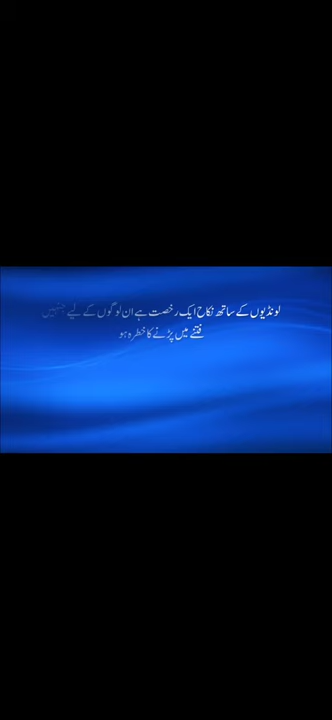 لونڈیوں کے ساتھ نکاح ایک رخصت ہے ان لوگوں کے لیے جنہیں
فتنے میں پڑنے کا خطرہ ہو